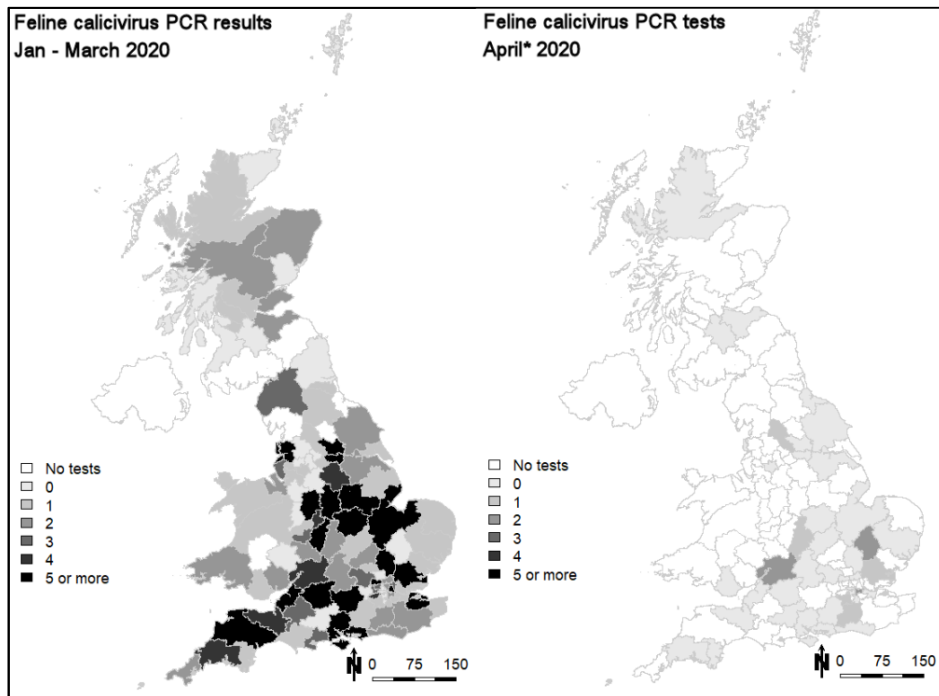 Feline calicivirus PCR results
Jan - March 2020
No tests
0
1
2
3
4
5 or more
N
0 75 150
Feline calicivirus PCR tests
April* 2020
No tests
0
1
2
3
4
5 or more
N
0 75 150